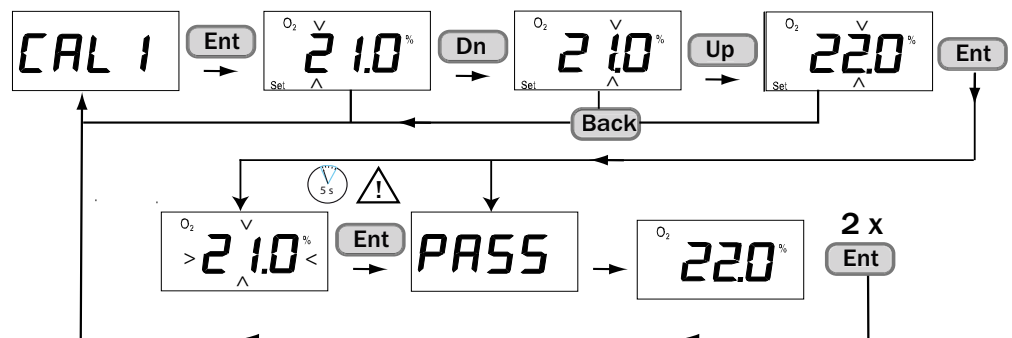 CAL 1
Ent
O2
21.0 %
Set
Dn
O2
21.0 %
Set
Up
O2
22.0 %
Set
Ent
Back
5 s
!
O2
> 21.0 % <
Ent
PASS
O2
22.0 %
2 x
Ent